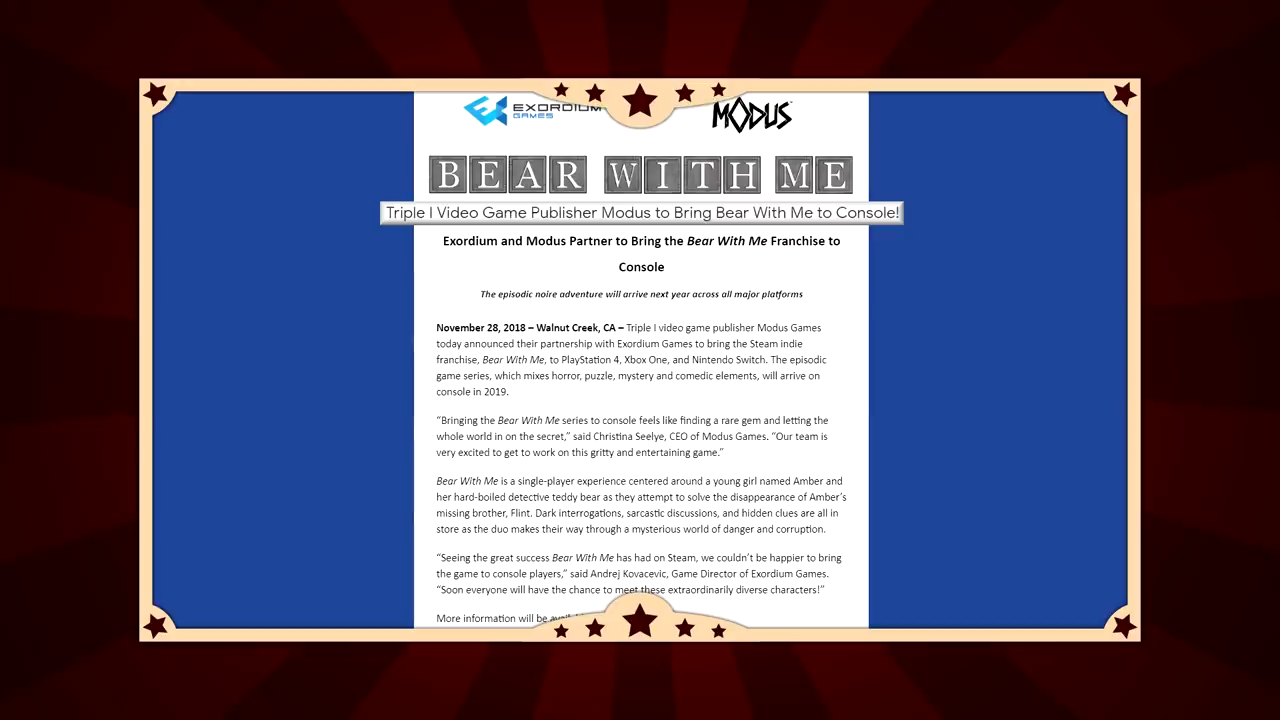 EXORDIUM
GAMES
MODUS
BEAR WITH ME
Triple I Video Game Publisher Modus to Bring Bear With Me to Console!
Exordium and Modus Partner to Bring the Bear With Me Franchise to
Console
The episodic noire adventure will arrive next year across all major platforms
November 28, 2018 – Walnut Creek, CA – Triple I video game publisher Modus Games
today announced their partnership with Exordium Games to bring the Steam indie
franchise, Bear With Me, to PlayStation 4, Xbox One, and Nintendo Switch. The episodic
game series, which mixes horror, puzzle, mystery and comedic elements, will arrive on
console in 2019.
“Bringing the Bear With Me series to console feels like finding a rare gem and letting the
whole world in on the secret,” said Christina Seelye, CEO of Modus Games. “Our team is
very excited to get to work on this gritty and entertaining game.”
Bear With Me is a single-player experience centered around a young girl named Amber and
her hard-boiled detective teddy bear as they attempt to solve the disappearance of Amber’s
missing brother, Flint. Dark interrogations, sarcastic discussions, and hidden clues are all in
store as the duo makes their way through a mysterious world of danger and corruption.
“Seeing the great success Bear With Me has had on Steam, we couldn’t be happier to bring
the game to console players,” said Andrej Kovacevic, Game Director of Exordium Games.
“Soon everyone will have the chance to meet these extraordinarily diverse characters!”
More information will be